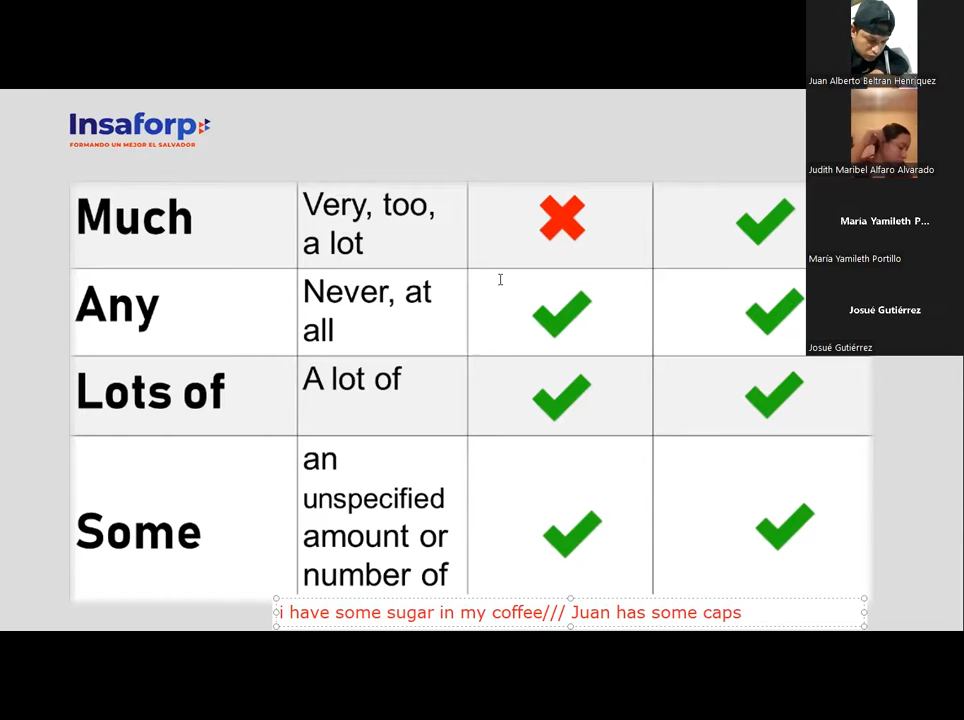 Insaforp
FORMANDO UN MEJOR EL SALVADOR
Much
Very, too,
a lot
Any
Never, at
all
Lots of
A lot of
Some
an
unspecified
amount or
number of
i have some sugar in my coffee/// Juan has some caps
Juan Alberto Beltran Henriquez
Judith Maribel Alfaro Alvarado
María Yamileth P...
María Yamileth Portillo
Josué Gutiérrez
Josué Gutiérrez